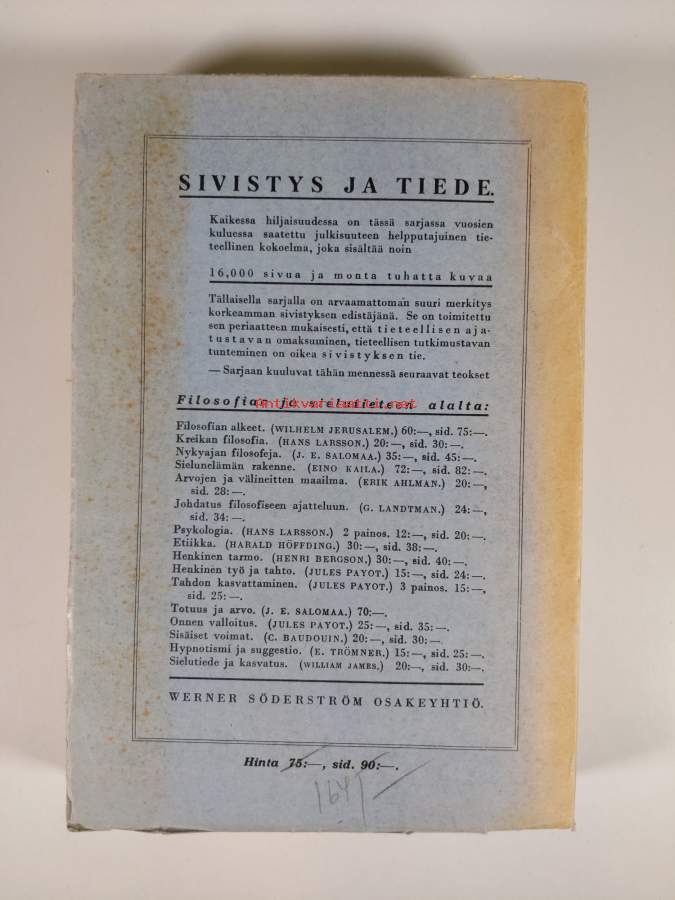 SIVISTYS JA TIEDE.
Kaikessa hiljaisuudessa on tässä sarjassa vuosien
kuluessa saatettu julkisuuteen helpputajuinen tie-
teellinen kokoelma, joka sisältää noin
16,000 sivua ja monta tuhatta kuvaa
Tällaisella sarjalla on arvaamattoman suuri merkitys
korkeamman sivistyksen edistäjänä. Se on toimitettu
sen periaatteen mukaisesti, että tieteellisen aja-
tustavan omaksuminen, tieteellisen tutkimustavan
tunteminen on oikea sivistyksen tie.
— Sarjaan kuuluvat tähän mennessä seuraavat teokset
Filosofian ja sielutieteen alalta:
Antikvariaatti.net
Filosofian alkeet. (WILHELM JERUSALEM.) 60:—, sid. 75:—.
Kreikan filosofia. (HANS LARSSON.) 20:—, sid. 30:—.
Nykyajan filosofeja. (J. E. SALOMAA.) 35:—, sid. 45:—.
Sielunelämän rakenne. (EINO KAILA.) 72:—, sid. 82:—.
Arvojen ja välineitten maailma. (ERIK AHLMAN.) 20:—,
sid. 28:—.
Johdatus filosofiseen ajatteluun. (G. LANDTMAN.) 24:—,
sid. 34:—.
Psykologia. (HANS LARSSON.) 2 painos. 12:—, sid. 20:—.
Etiikka. (HARALD HÖFFDING.) 30:—, sid. 38:—.
Henkinen tarmo. (HENRI BERGSON.) 30:—, sid. 40:—.
Henkinen työ ja tahto. (JULES PAYOT.) 15:—, sid. 24:—.
Tahdon kasvattaminen. (JULES PAYOT.) 3 painos. 15:—,
sid. 25:—.
Totuus ja arvo. (J. E. SALOMAA.) 70:—.
Onnen valloitus. (JULES PAYOT.) 25:—, sid. 35:—.
Sisäiset voimat. (C. BAUDOUIN.) 20:—, sid. 30:—.
Hypnotismi ja suggestio. (E. TRÖMNER.) 15:—, sid. 25:—.
Sielutiede ja kasvatus. (WILLIAM JAMES.) 20:—, sid. 30:—.
WERNER SÖDERSTRÖM OSAKEYHTIÖ.
Hinta 75:—, sid. 90:—.